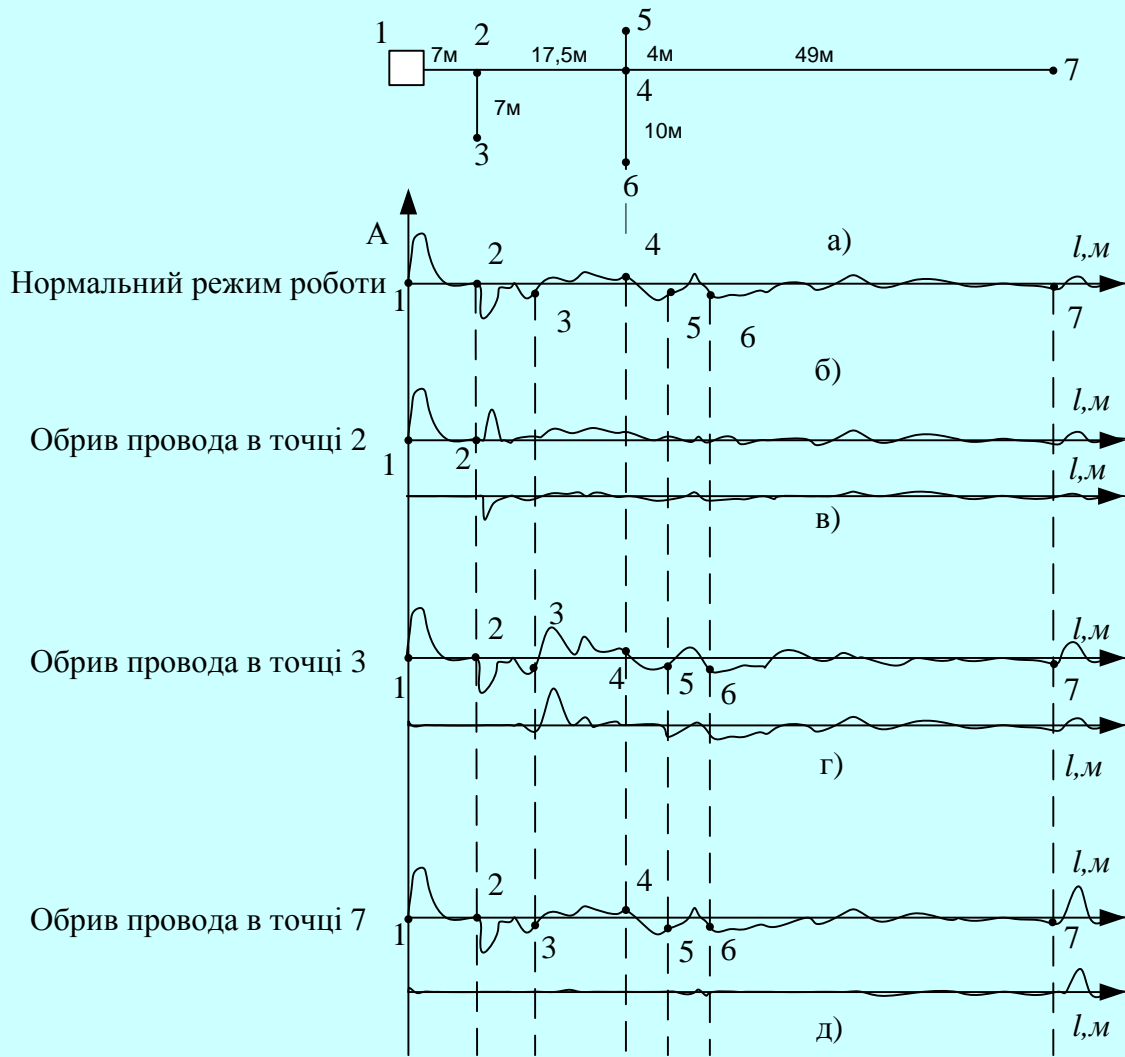 1
2
5
7м
17,5м
4м
49м
7
4
7м
10м
3
6
А
2
4
а)
l,м
Нормальний режим роботи
1
3
5
6
7
б)
l,м
Обрив провода в точці 2
1
2
l,м
в)
3
2
l,м
Обрив провода в точці 3
1
4
5
6
7
г)
l,м
2
4
l,м
Обрив провода в точці 7
1
3
5
6
7
д)
l,м